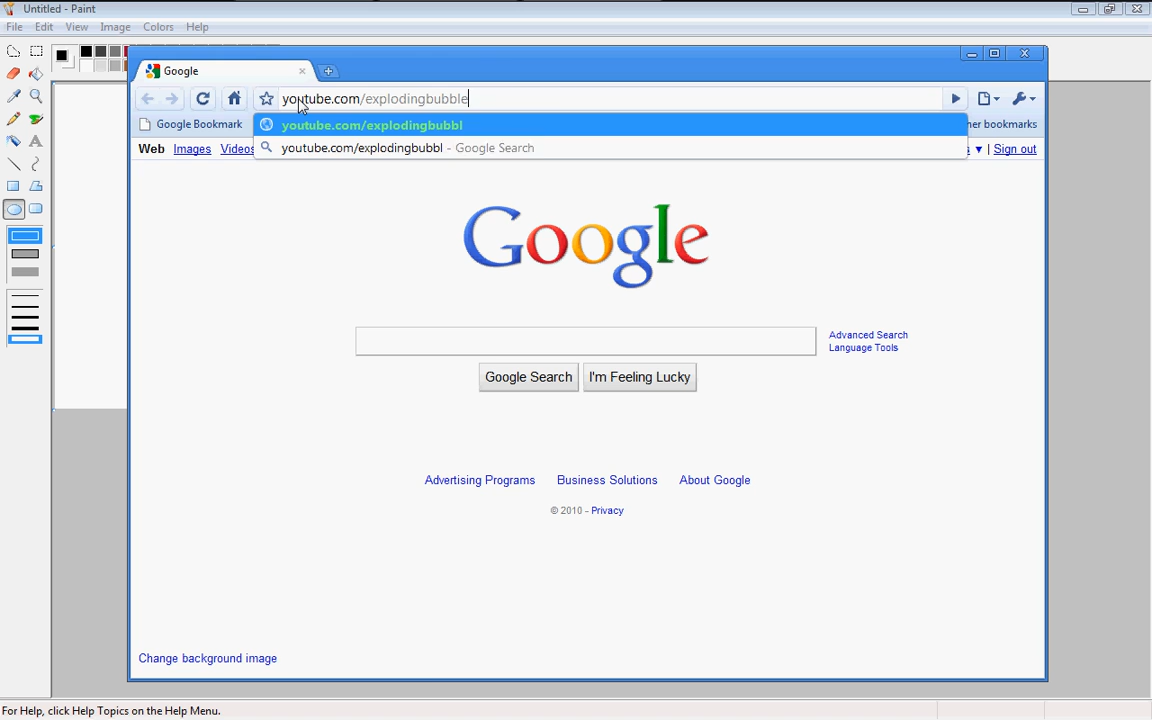 Untitled - Paint
File Edit View Image Colors Help
Google
youtube.com/explodingbubble
Google Bookmark
youtube.com/explodingbubbl
her bookmarks
youtube.com/explodingbubbl - Google Search
Web Images Videos
s ▼ | Sign out
Google
Advanced Search
Language Tools
Google Search I'm Feeling Lucky
Advertising Programs Business Solutions About Google
© 2010 - Privacy
Change background image
For Help, click Help Topics on the Help Menu.